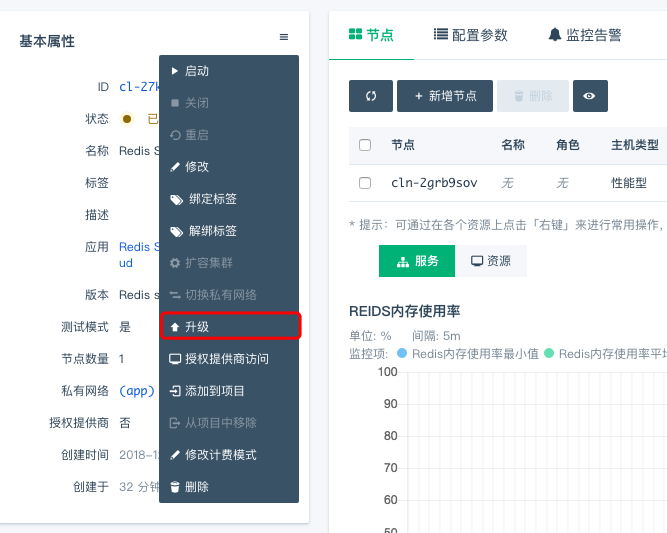 基本属性
ID cl-Z7k
状态 已
名称 Redis S
标签
描述
应用 Redis S
ud
版本 Redis s
测试模式 是
节点数量 1
私有网络 (app)
授权提供商 否
创建时间 2018-12
创建于 32 分钟
启动
关闭
重启
修改
绑定标签
解绑标签
扩容集群
切换私有网络
升级
授权提供商访问
添加到项目
从项目中移除
修改计费模式
删除
节点 配置参数 监控告警
+ 新增节点 删除
节点 名称 角色 主机类型
cln-2grb9sov 无 无 性能型
* 提示：可通过在各个资源上点击「右键」来进行常用操作，
服务 资源
REIDS内存使用率
单位: % 间隔: 5m
监控项: Redis内存使用率最小值 Redis内存使用率平
100
90
80
70
60
50